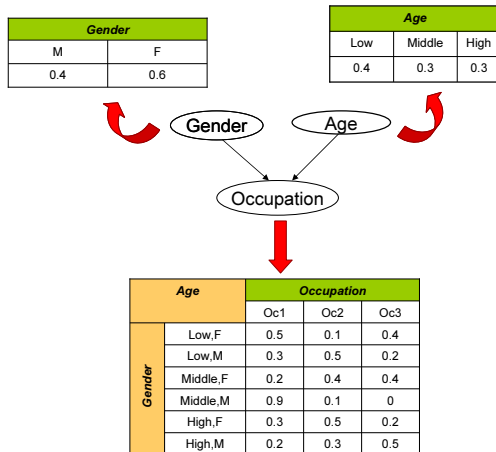 Gender
M F
0.4 0.6
Age
Low Middle High
0.4 0.3 0.3
Gender Age
Occupation
Age Occupation
Oc1 Oc2 Oc3
Gender
Low,F 0.5 0.1 0.4
Low,M 0.3 0.5 0.2
Middle,F 0.2 0.4 0.4
Middle,M 0.9 0.1 0
High,F 0.3 0.5 0.2
High,M 0.2 0.3 0.5